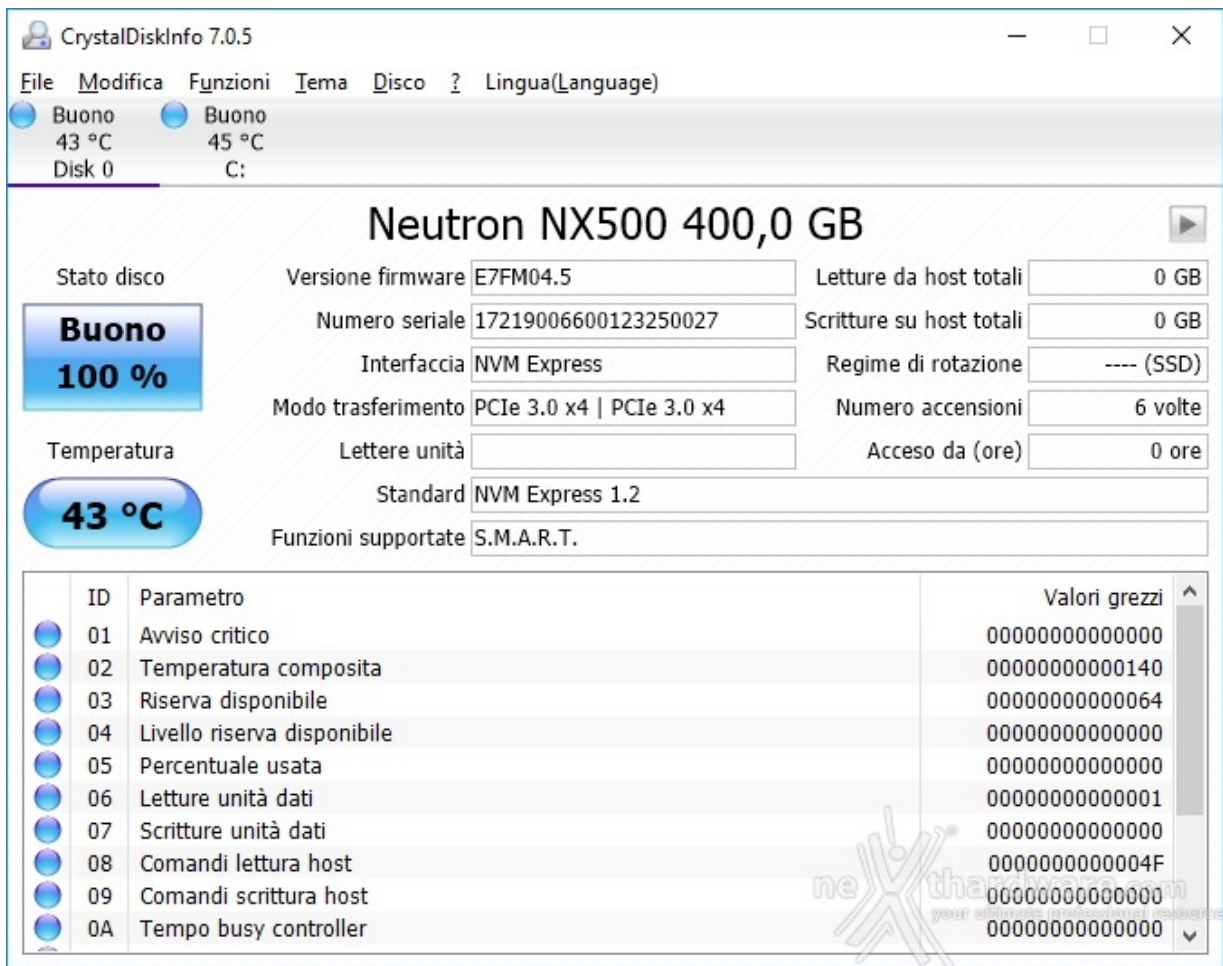 CrystalDiskInfo 7.0.5
File Modifica Funzioni Tema Disco ? Lingua(Language)
Buono Buono
43 °C 45 °C
Disk 0 C:
Neutron NX500 400,0 GB
Stato disco Versione firmware E7FM04.5 Letture da host totali 0 GB
Buono Numero seriale 17219006600123250027 Scritture su host totali 0 GB
100 % Interfaccia NVM Express Regime di rotazione ---- (SSD)
Modo trasferimento PCIe 3.0 x4 | PCIe 3.0 x4 Numero accensioni 6 volte
Temperatura Lettere unità Acceso da (ore) 0 ore
43 °C Standard NVM Express 1.2
Funzioni supportate S.M.A.R.T.
ID Parametro Valori grezzi
01 Avviso critico 00000000000000
02 Temperatura composita 00000000000140
03 Riserva disponibile 00000000000064
04 Livello riserva disponibile 00000000000000
05 Percentuale usata 00000000000000
06 Letture unità dati 00000000000001
07 Scritture unità dati 00000000000000
08 Comandi lettura host 0000000000004F
09 Comandi scrittura host 00000000000000
0A Tempo busy controller 00000000000000
nexthardware.com
your ultimate professional resource